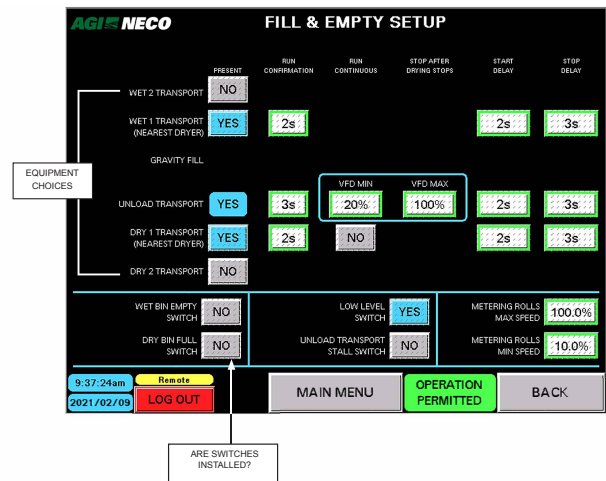 AGI NECO
FILL & EMPTY SETUP
PRESENT
RUN
CONFIRMATION
RUN
CONTINUOUS
STOP AFTER
DRYING STOPS
START
DELAY
STOP
DELAY
WET 2 TRANSPORT
NO
WET 1 TRANSPORT
(NEAREST DRYER)
YES
2s
2s
3s
GRAVITY FILL
EQUIPMENT
CHOICES
VFD MIN
VFD MAX
UNLOAD TRANSPORT
YES
3s
20%
100%
2s
3s
DRY 1 TRANSPORT
(NEAREST DRYER)
YES
2s
NO
2s
3s
DRY 2 TRANSPORT
NO
WET BIN EMPTY
SWITCH
NO
LOW LEVEL
SWITCH
YES
METERING ROLLS
MAX SPEED
100.0%
DRY BIN FULL
SWITCH
NO
UNLOAD TRANSPORT
STALL SWITCH
NO
METERING ROLLS
MIN SPEED
10.0%
9:37:24am
Remote
2021/02/09
LOG OUT
MAIN MENU
OPERATION
PERMITTED
BACK
ARE SWITCHES
INSTALLED?